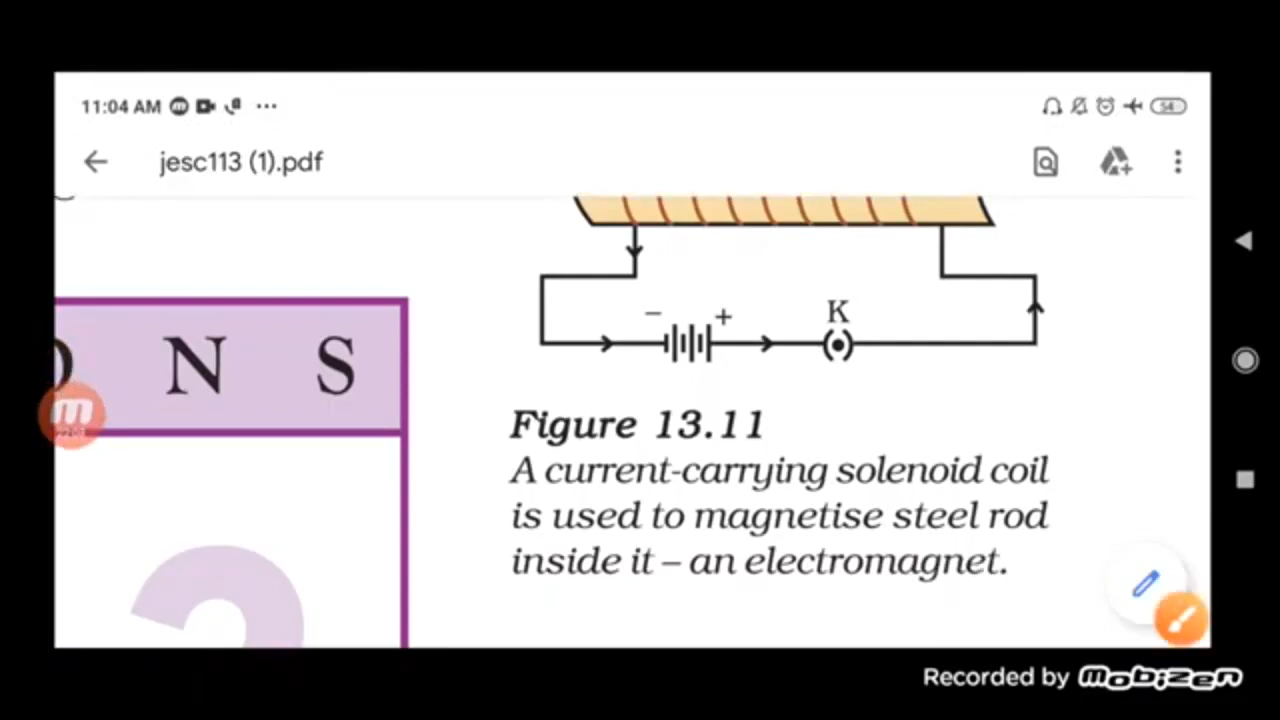 11:04 AM
54
jesc113 (1).pdf
− +
K
N S
Figure 13.11
A current-carrying solenoid coil
is used to magnetise steel rod
inside it – an electromagnet.
Recorded by Mobizen